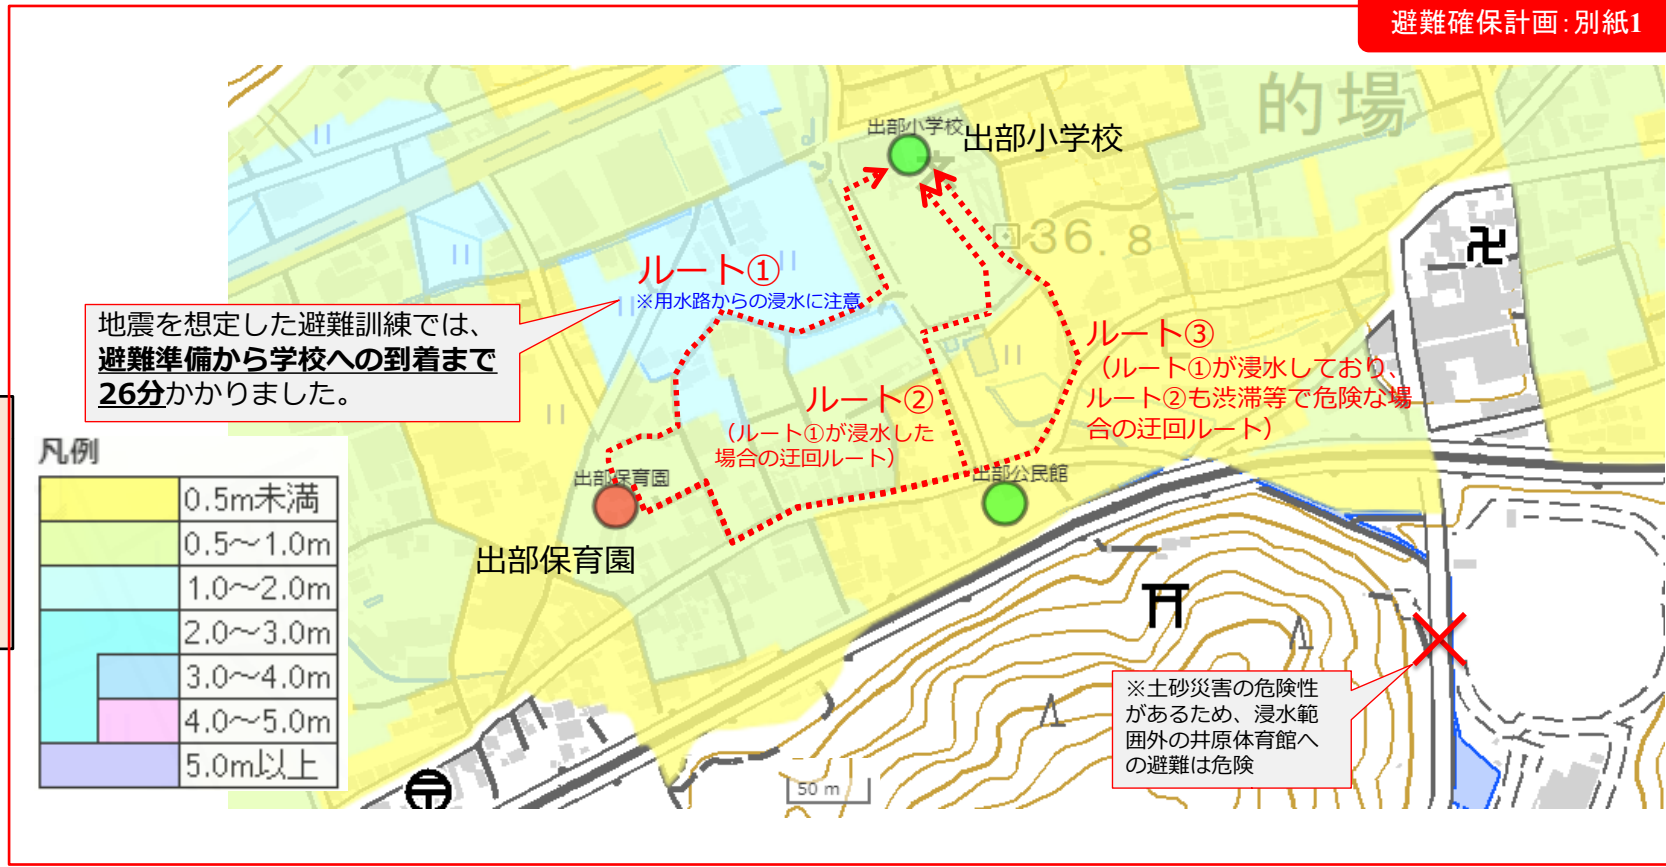 避難確保計画：別紙1
的場
出部小学校
出部小学校
36.8
ルート①
※用水路からの浸水に注意
地震を想定した避難訓練では、
避難準備から学校への到着まで
26分かかりました。
ルート③
（ルート①が浸水しており、
ルート②も渋滞等で危険な場
合の迂回ルート）
ルート②
（ルート①が浸水した
場合の迂回ルート）
出部保育園
出部保育園
出部公民館
凡例
0.5m未満
0.5～1.0m
1.0～2.0m
2.0～3.0m
3.0～4.0m
4.0～5.0m
5.0m以上
※土砂災害の危険性
があるため、浸水範
囲外の井原体育館へ
の避難は危険
50 m